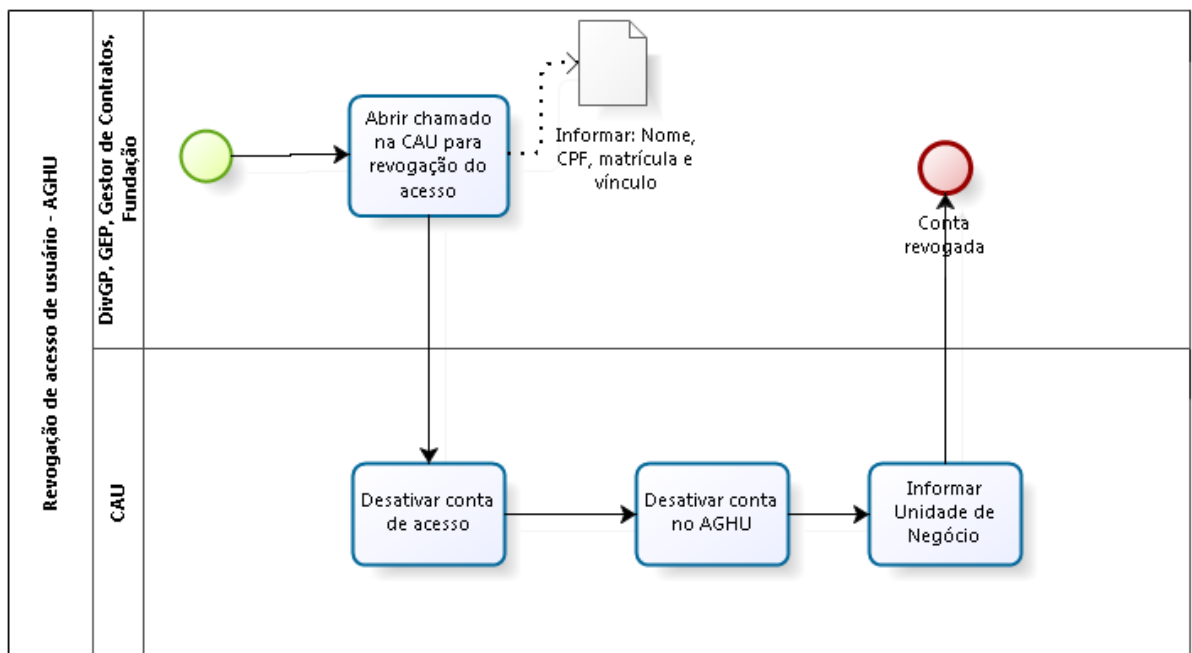 Revogação de acesso de usuário - AGHU
DivGP, GEP, Gestor de Contratos,
Fundação
Abrir chamado
na CAU para
revogação do
acesso
Informar: Nome,
CPF, matrícula e
vínculo
Conta
revogada
CAU
Desativar conta
de acesso
Desativar conta
no AGHU
Informar
Unidade de
Negócio